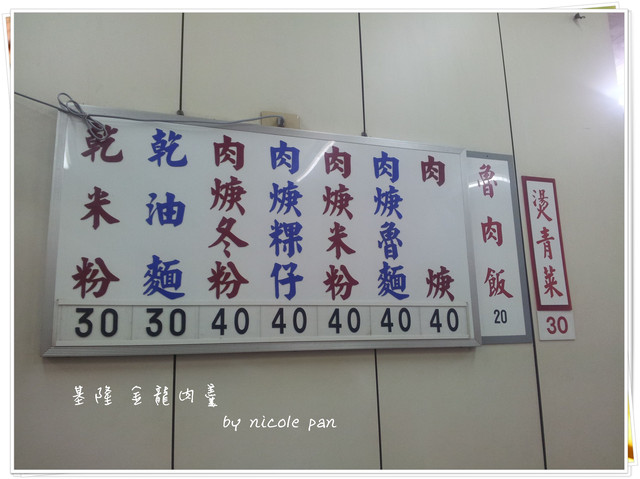 燙青菜
30
魯肉飯
20
肉焿
40
肉焿魯麵
40
肉焿米粉
40
肉焿粿仔
40
肉焿冬粉
40
乾油麵
30
乾米粉
30
基隆 金龍肉羹
by nicole pan